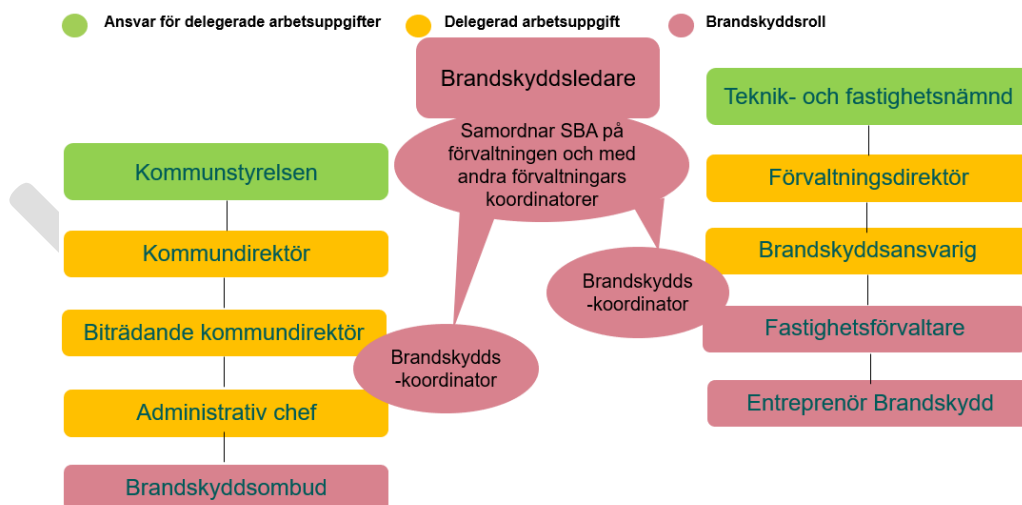 Ansvar för delegerade arbetsuppgifter
Delegerad arbetsuppgift
Brandskyddsroll
Brandskyddsledare
Samordnar SBA på
förvaltningen och med
andra förvaltningars
koordinatorer
Kommunstyrelsen
Kommundirektör
Biträdande kommundirektör
Administrativ chef
Brandskyddsombud
Brandskydds
-koordinator
Brandskydds
-koordinator
Teknik- och fastighetsnämnd
Förvaltningsdirektör
Brandskyddsansvarig
Fastighetsförvaltare
Entreprenör Brandskydd